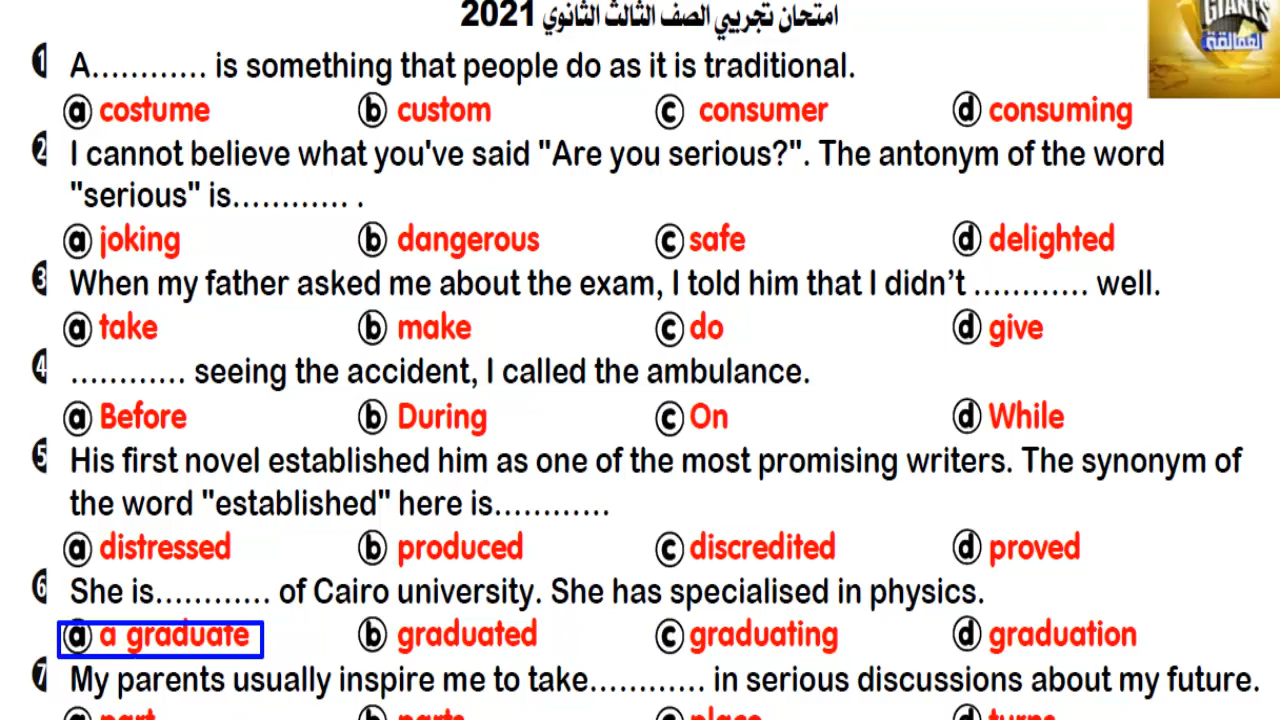 امتحان تجريبي الصف الثالث الثانوي 2021
GIANTS
العمالقة
1 A............ is something that people do as it is traditional.
a costume b custom c consumer d consuming
2 I cannot believe what you've said "Are you serious?". The antonym of the word
"serious" is............ .
a joking b dangerous c safe d delighted
3 When my father asked me about the exam, I told him that I didn’t ............ well.
a take b make c do d give
4 ............ seeing the accident, I called the ambulance.
a Before b During c On d While
5 His first novel established him as one of the most promising writers. The synonym of
the word "established" here is............
a distressed b produced c discredited d proved
6 She is............ of Cairo university. She has specialised in physics.
a a graduate b graduated c graduating d graduation
7 My parents usually inspire me to take............ in serious discussions about my future.
a part b parts c place d turns